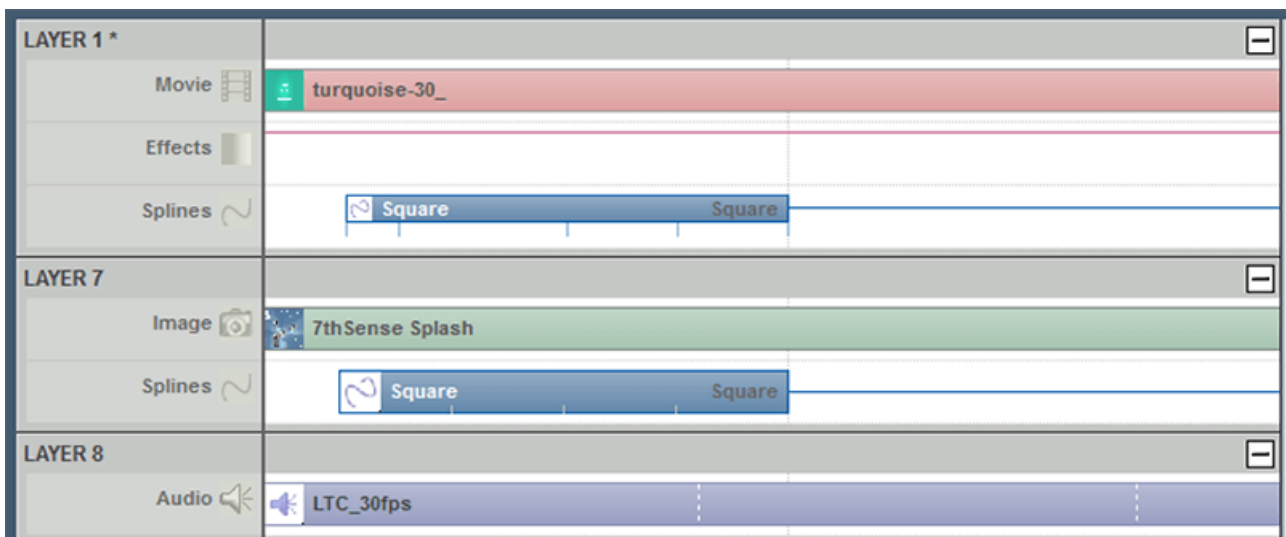 LAYER 1 *
Movie turquoise-30_
Effects
Splines Square Square
LAYER 7
Image 7thSense Splash
Splines Square Square
LAYER 8
Audio LTC_30fps